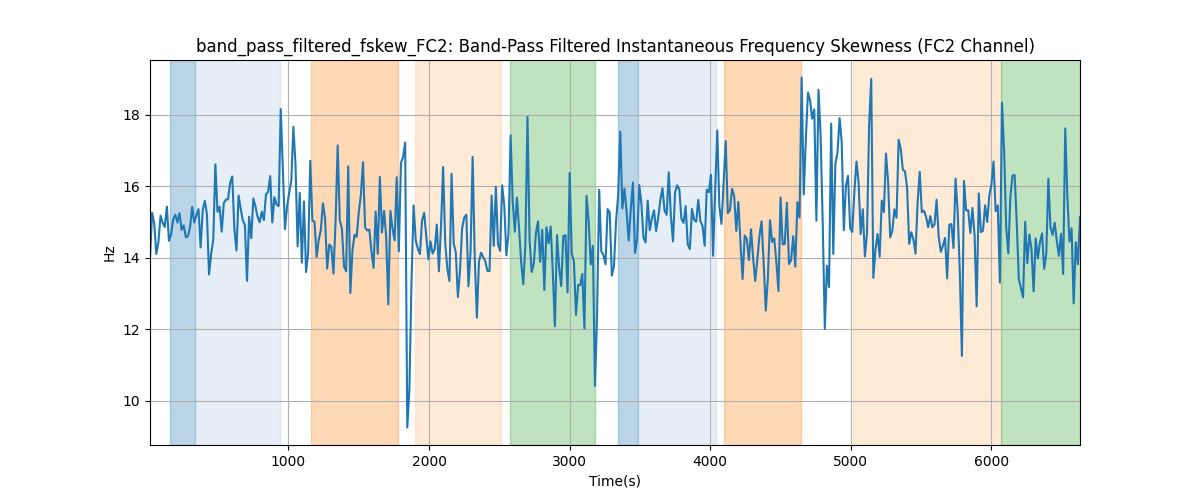 band_pass_filtered_fskew_FC2: Band-Pass Filtered Instantaneous Frequency Skewness (FC2 Channel)
18
16
14
12
10
Hz
1000 2000 3000 4000 5000 6000
Time(s)